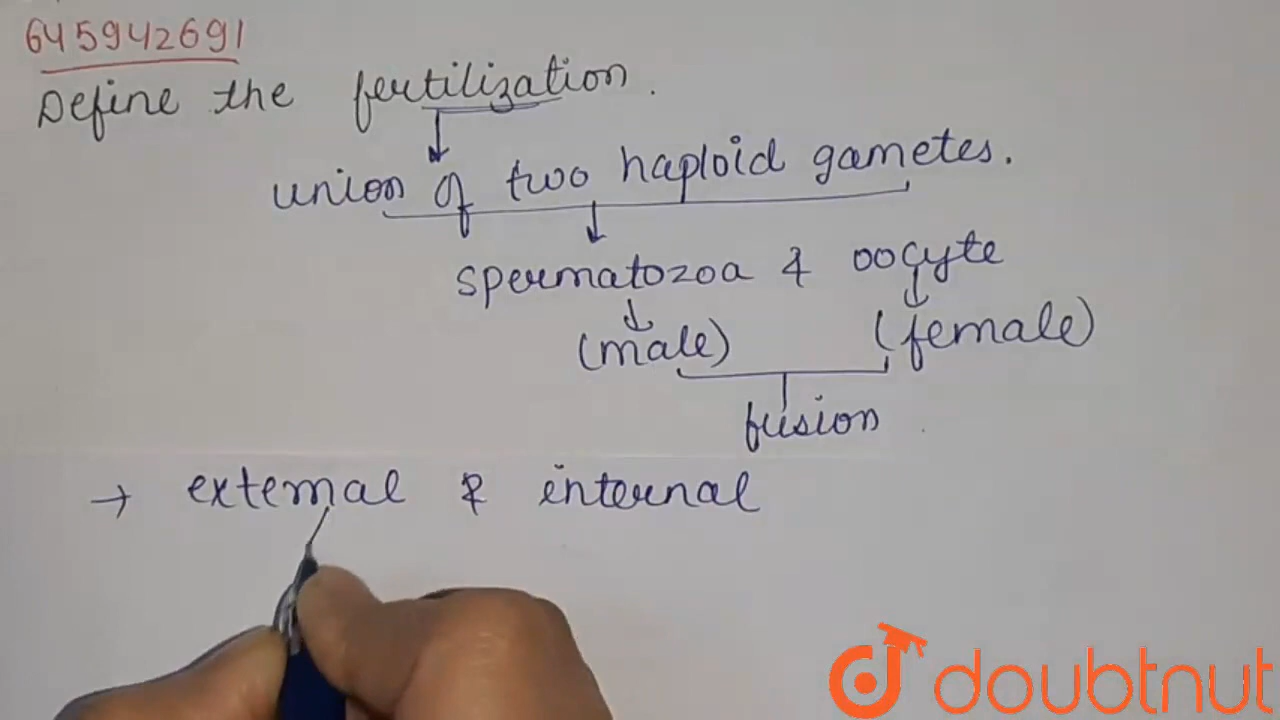 645942691
Define the fertilization.
union of two haploid gametes.
spermatozoa & oocyte
(male) (female)
fusion
→ external & internal
doubtnut